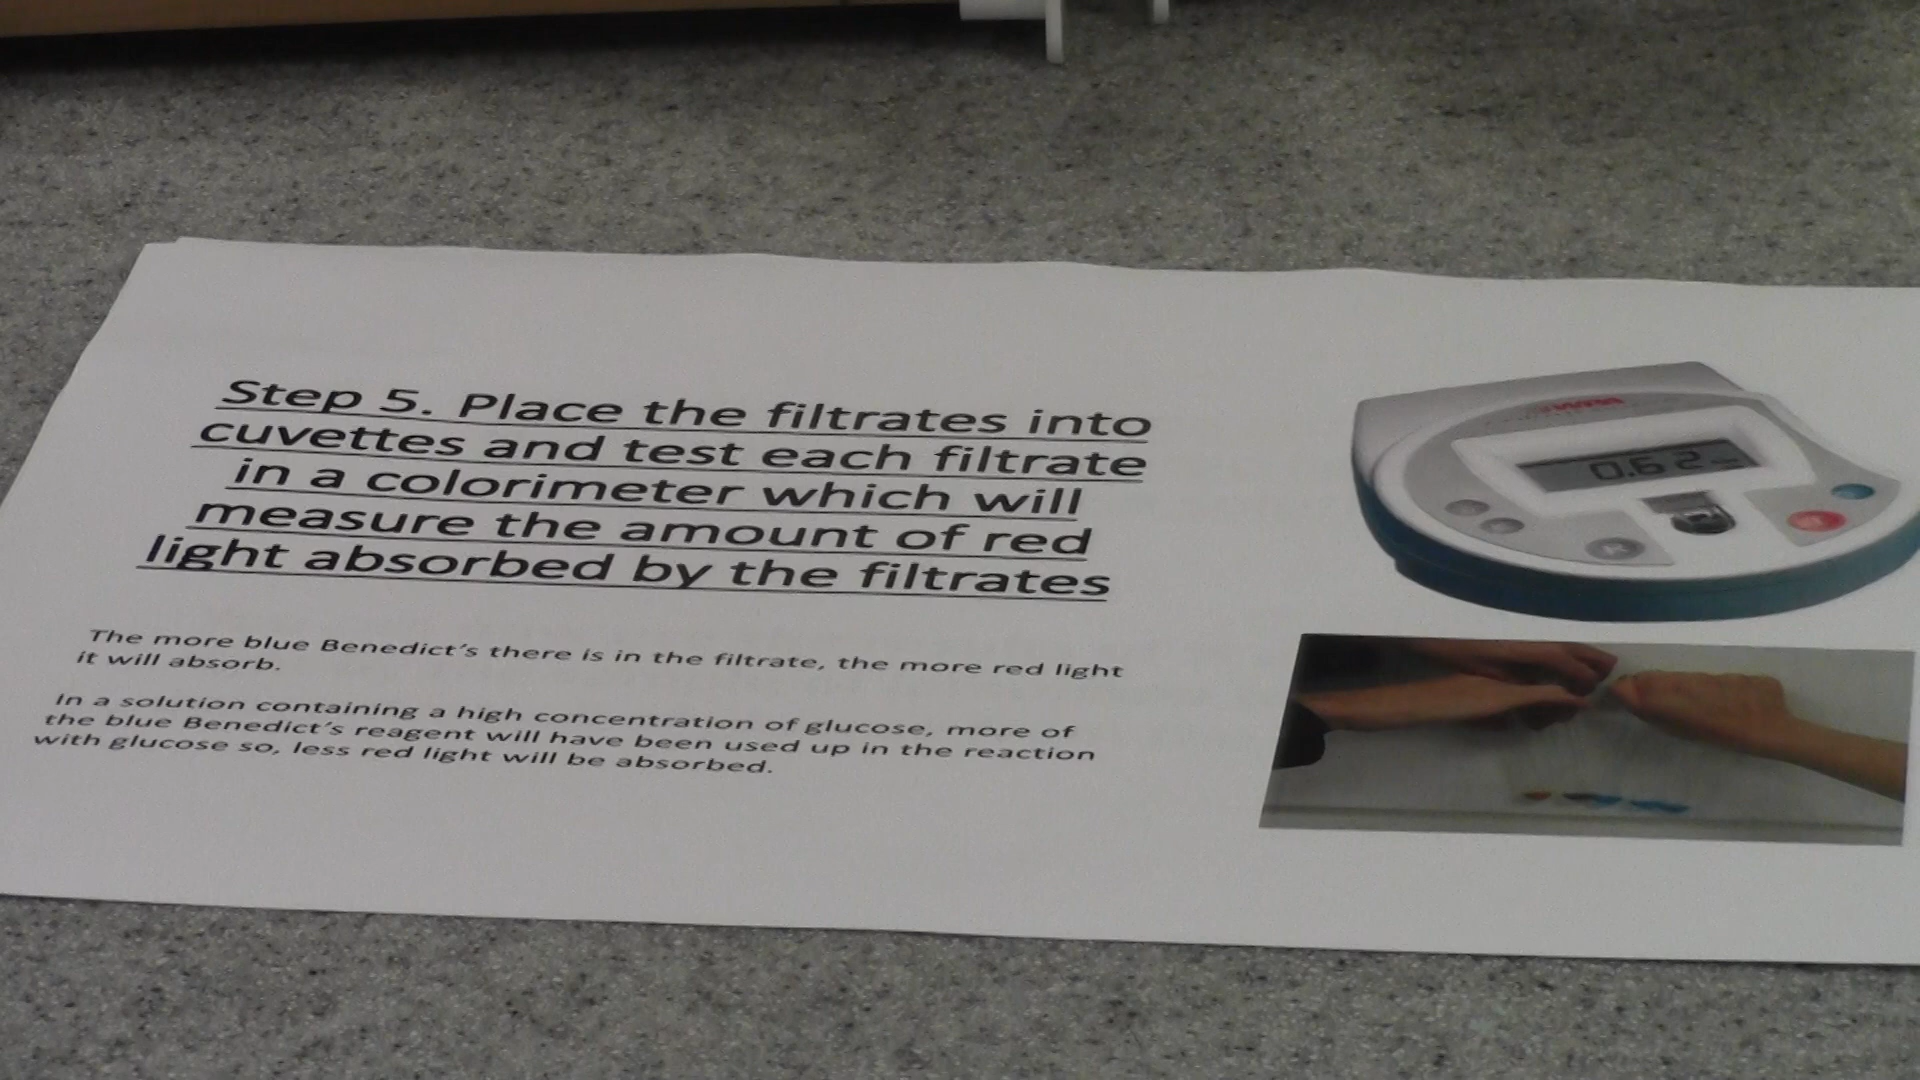 Step 5. Place the filtrates into
cuvettes and test each filtrate
in a colorimeter which will
measure the amount of red
light absorbed by the filtrates
The more blue Benedict's there is in the filtrate, the more red light
it will absorb.
In a solution containing a high concentration of glucose, more of
the blue Benedict's reagent will have been used up in the reaction
with glucose so, less red light will be absorbed.
0.62
R